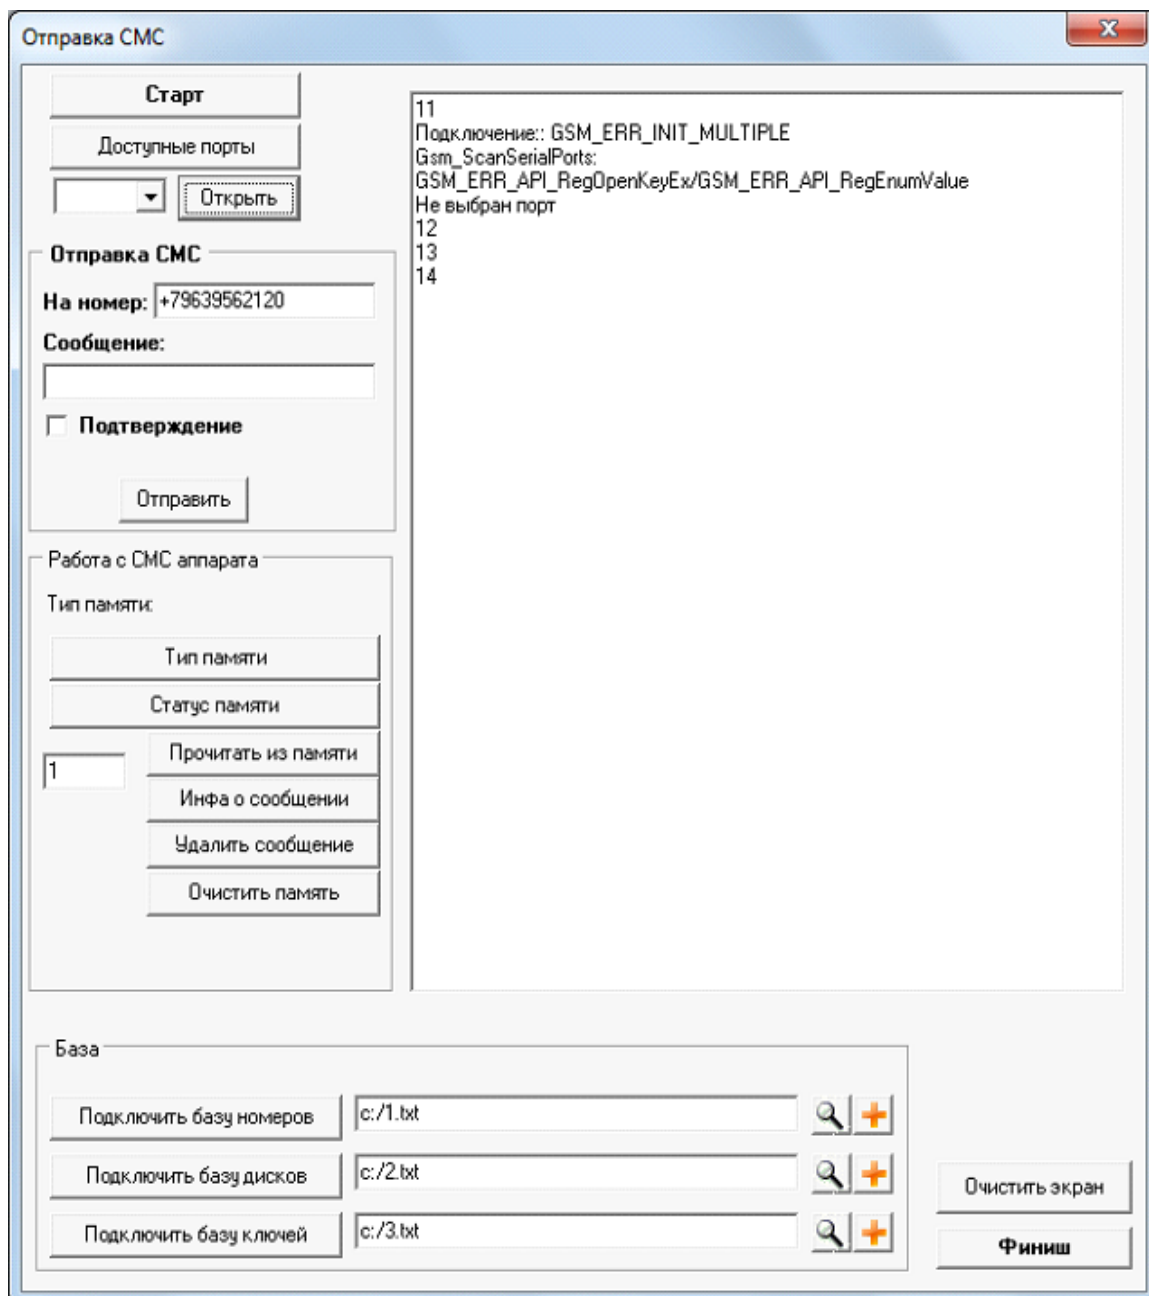 Отправка СМС
Старт
Доступные порты
Открыть
11
Подключение:: GSM_ERR_INIT_MULTIPLE
Gsm_ScanSerialPorts:
GSM_ERR_API_RegOpenKeyEx/GSM_ERR_API_RegEnumValue
Не выбран порт
12
13
14
Отправка СМС
На номер: +79639562120
Сообщение:
Подтверждение
Отправить
Работа с СМС аппарата
Тип памяти:
Тип памяти
Статус памяти
1
Прочитать из памяти
Инфа о сообщении
Удалить сообщение
Очистить память
База
Подключить базу номеров c:/1.txt
Подключить базу дисков c:/2.txt
Подключить базу ключей c:/3.txt
Очистить экран
Финиш